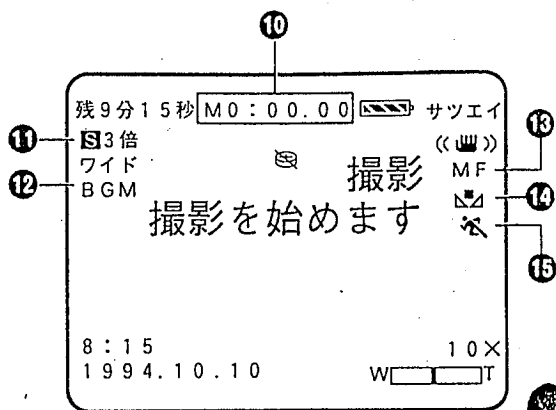 ⑩
残9分15秒 M0:00.00 サツエイ
⑪ S3倍
ワイド
⑫ BGM
撮影
MF ⑬
撮影を始めます
⑭
⑮
8:15
1994.10.10
10×
W T